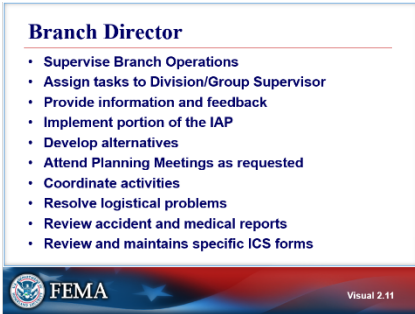 Branch Director
• Supervise Branch Operations
• Assign tasks to Division/Group Supervisor
• Provide information and feedback
• Implement portion of the IAP
• Develop alternatives
• Attend Planning Meetings as requested
• Coordinate activities
• Resolve logistical problems
• Review accident and medical reports
• Review and maintains specific ICS forms
FEMA
Visual 2.11